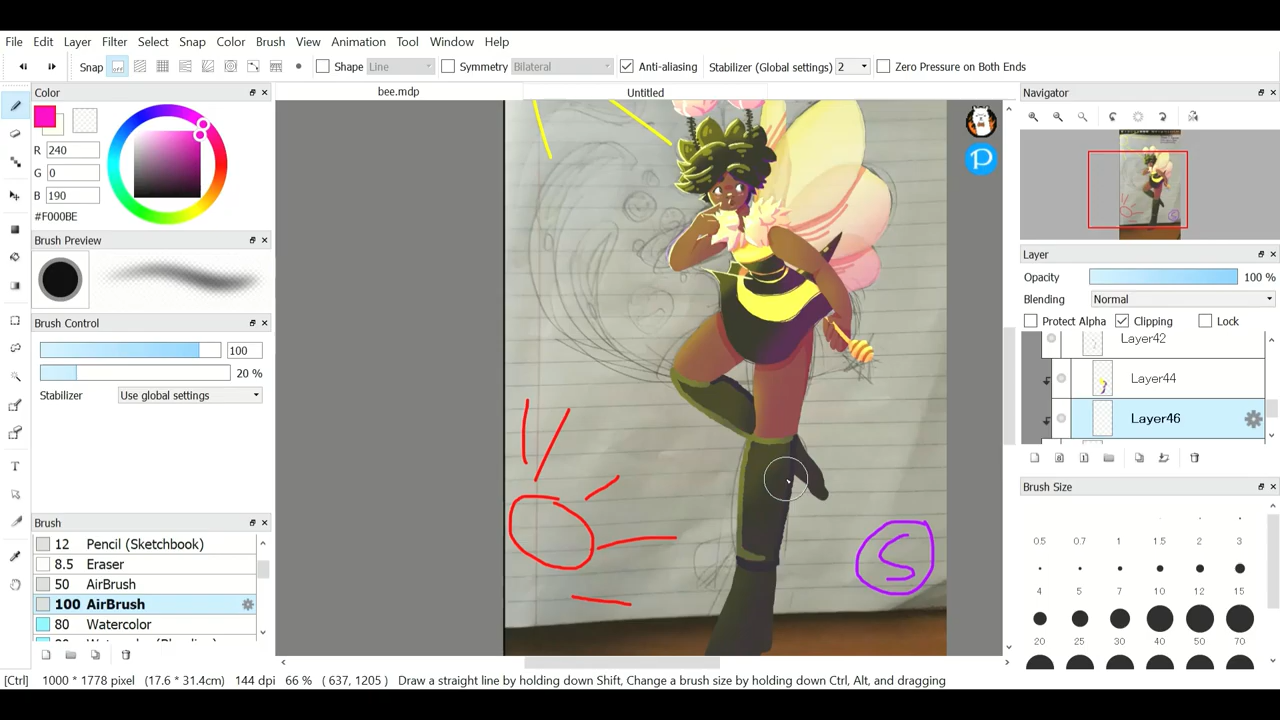 File Edit Layer Filter Select Snap Color Brush View Animation Tool Window Help
Snap off Shape Line Symmetry Bilateral Anti-aliasing Stabilizer (Global settings) 2 Zero Pressure on Both Ends
Color
bee.mdp
Untitled
Navigator
R 240
G 0
B 190
#F000BE
Brush Preview
Brush Control
100
20 %
Stabilizer Use global settings
Layer
Opacity 100 %
Blending Normal
Protect Alpha Clipping Lock
Layer42
Layer44
Layer46
P
S
Brush
12 Pencil (Sketchbook)
8.5 Eraser
50 AirBrush
100 AirBrush
80 Watercolor
Brush Size
0.5 0.7 1 1.5 2 3
4 5 7 10 12 15
20 25 30 40 50 70
[Ctrl] 1000 * 1778 pixel (17.6 * 31.4cm) 144 dpi 66 % ( 637, 1205) Draw a straight line by holding down Shift, Change a brush size by holding down Ctrl, Alt, and dragging